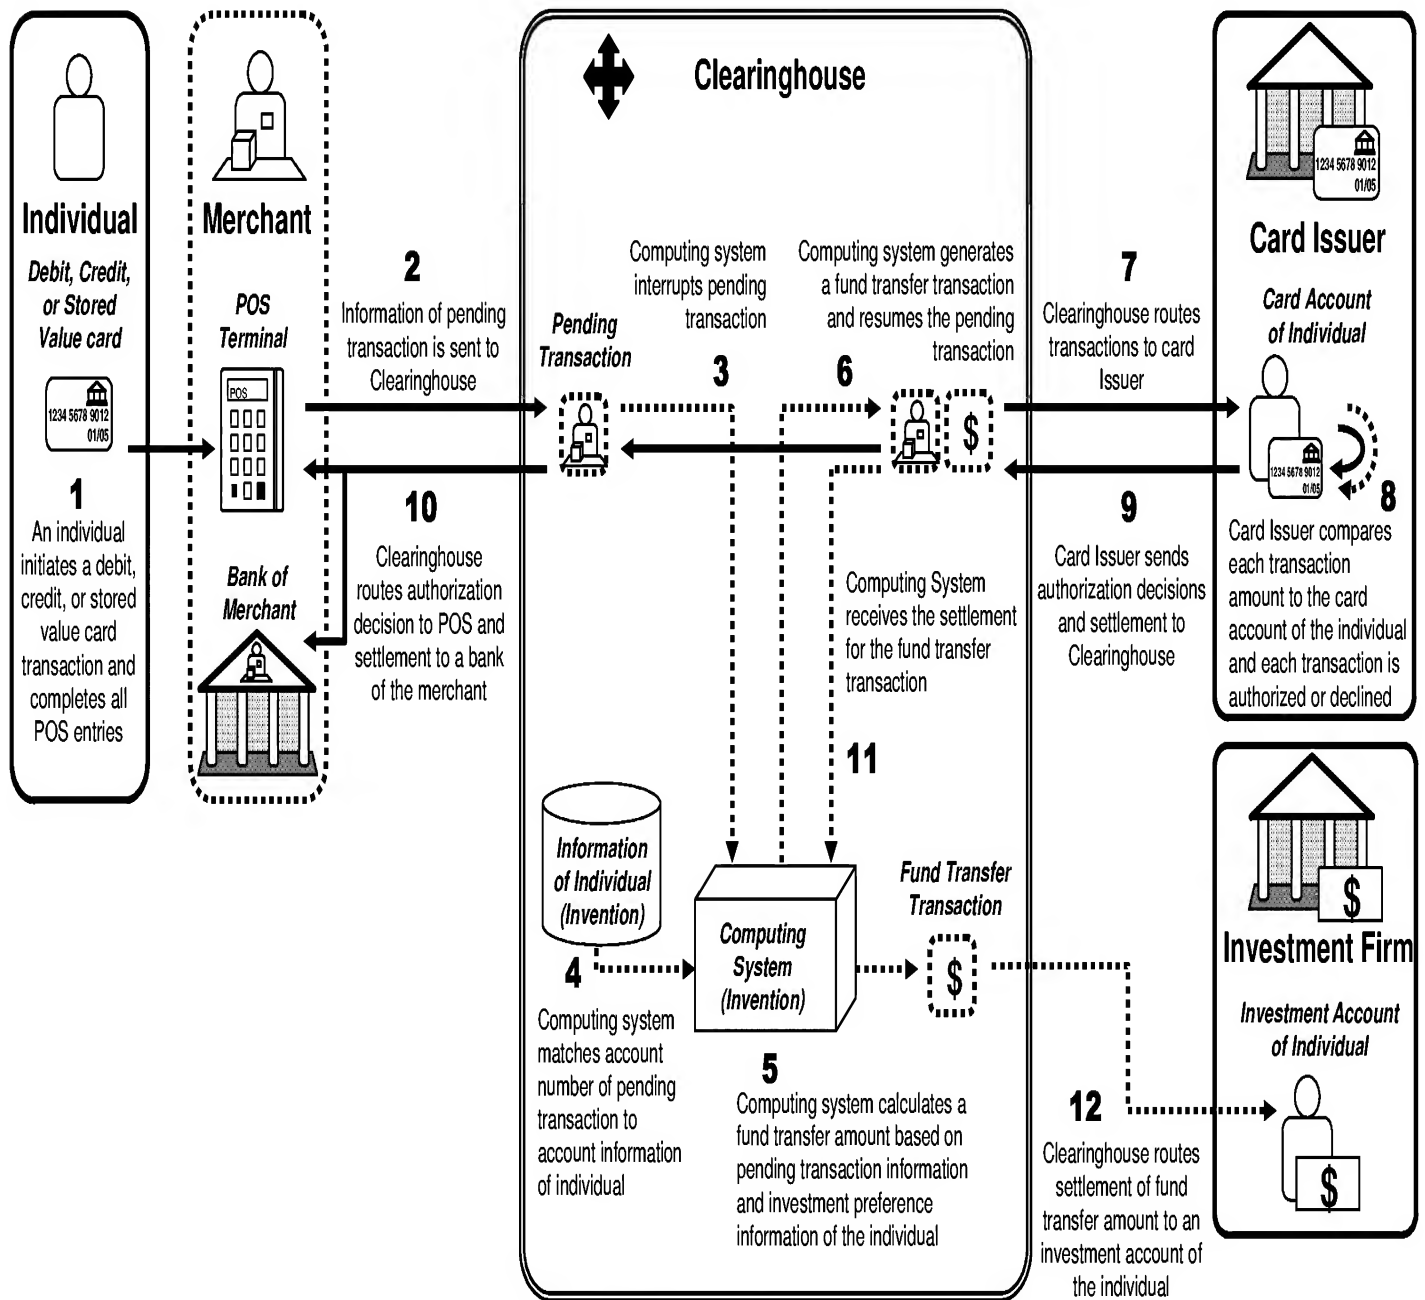 Individual
Debit, Credit,
or Stored
Value card
1234 5678 9012
01/05
1
An individual
initiates a debit,
credit, or stored
value card
transaction and
completes all
POS entries
Merchant
POS
Terminal
POS
Bank of
Merchant
2
Information of pending
transaction is sent to
Clearinghouse
10
Clearinghouse
routes authorization
decision to POS and
settlement to a bank
of the merchant
Clearinghouse
Pending
Transaction
Computing system
interrupts pending
transaction
3
Computing system generates
a fund transfer transaction
and resumes the pending
transaction
6
$
Computing System
receives the settlement
for the fund transfer
transaction
11
Information
of Individual
(Invention)
4
Computing system
matches account
number of pending
transaction to
account information
of individual
Computing
System
(Invention)
5
Computing system calculates a
fund transfer amount based on
pending transaction information
and investment preference
information of the individual
Fund Transfer
Transaction
$
7
Clearinghouse routes
transactions to card
Issuer
9
Card Issuer sends
authorization decisions
and settlement to
Clearinghouse
12
Clearinghouse routes
settlement of fund
transfer amount to an
investment account of
the individual
1234 5678 9012
01/05
Card Issuer
Card Account
of Individual
1234 5678 9012
01/05
8
Card Issuer compares
each transaction
amount to the card
account of the individual
and each transaction is
authorized or declined
$
Investment Firm
Investment Account
of Individual
$